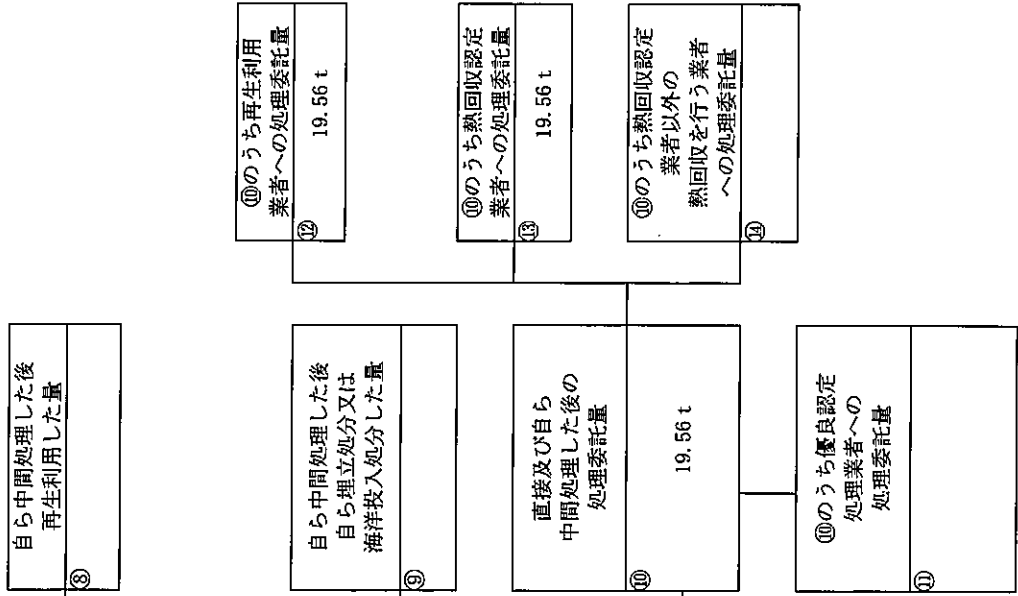 自ら中間処理した後
再生利用した量
⑧
自ら中間処理した後
自ら埋立処分又は
海洋投入処分した量
⑨
直接及び自ら
中間処理した後の
処理委託量
⑩
19.56 t
⑩のうち優良認定
処理業者への
処理委託量
⑪
⑩のうち再生利用
業者への処理委託量
⑫
19.56 t
⑩のうち熱回収認定
業者への処理委託量
⑬
19.56 t
⑩のうち熱回収認定
業者以外の
熱回収を行う業者
への処理委託量
⑭